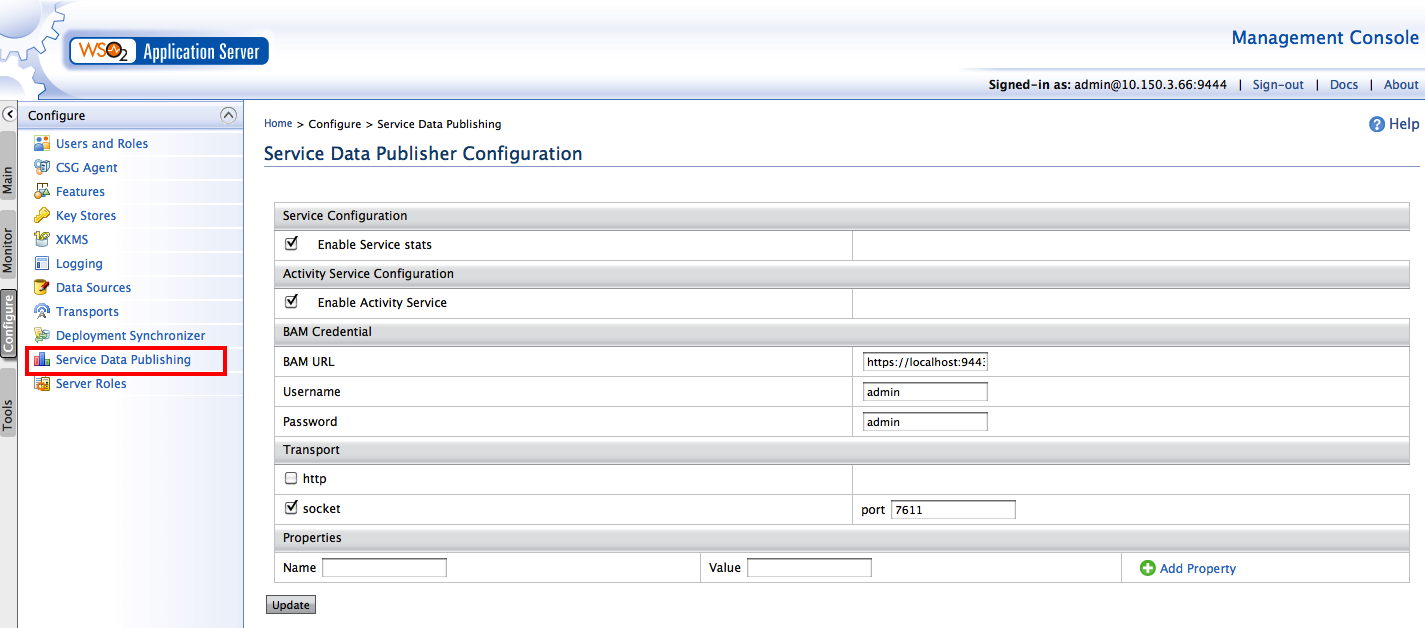 WSO2 Application Server
Management Console
Signed-in as: admin@10.150.3.66:9444 | Sign-out | Docs | About
Main
Monitor
Configure
Tools
Configure
Users and Roles
CSG Agent
Features
Key Stores
XKMS
Logging
Data Sources
Transports
Deployment Synchronizer
Service Data Publishing
Server Roles
Home > Configure > Service Data Publishing
Help
Service Data Publisher Configuration
Service Configuration
Enable Service stats
Activity Service Configuration
Enable Activity Service
BAM Credential
BAM URL https://localhost:944
Username admin
Password admin
Transport
http
socket port 7611
Properties
Name Value Add Property
Update